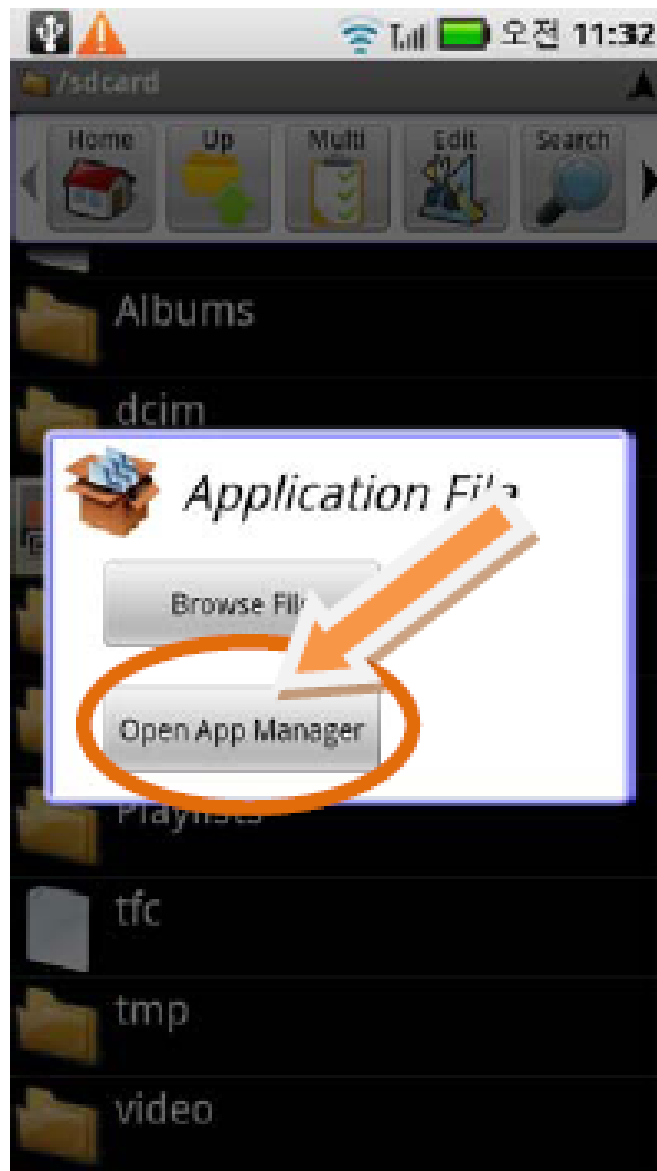 오전 11:32
/sdcard
Home Up Multi Edit Search
Albums
dcim
Application File
Browse File
Open App Manager
Playlists
tfc
tmp
video